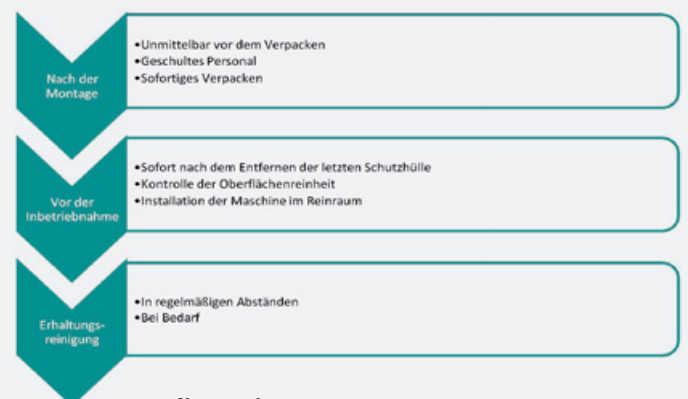 Nach der
Montage
•Unmittelbar vor dem Verpacken
•Geschultes Personal
•Sofortiges Verpacken
Vor der
Inbetriebnahme
•Sofort nach dem Entfernen der letzten Schutzhülle
•Kontrolle der Oberflächenreinheit
•Installation der Maschine im Reinraum
Erhaltungs-
reinigung
•In regelmäßigen Abständen
•Bei Bedarf